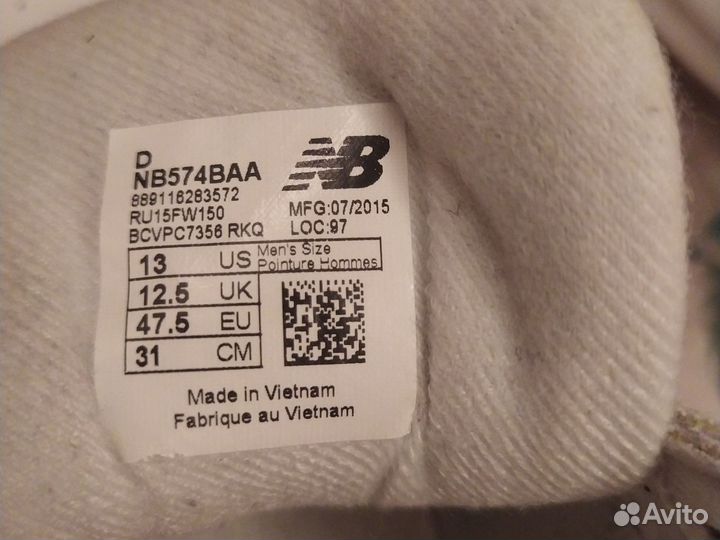 D
NB574BAA
889116283572
RU15FW150
BCVPC7356 RKQ
NB
MFG:07/2015
LOC:97
13 US Men's Size
Pointure Hommes
12.5 UK
47.5 EU
31 CM
Made in Vietnam
Fabrique au Vietnam
Avito